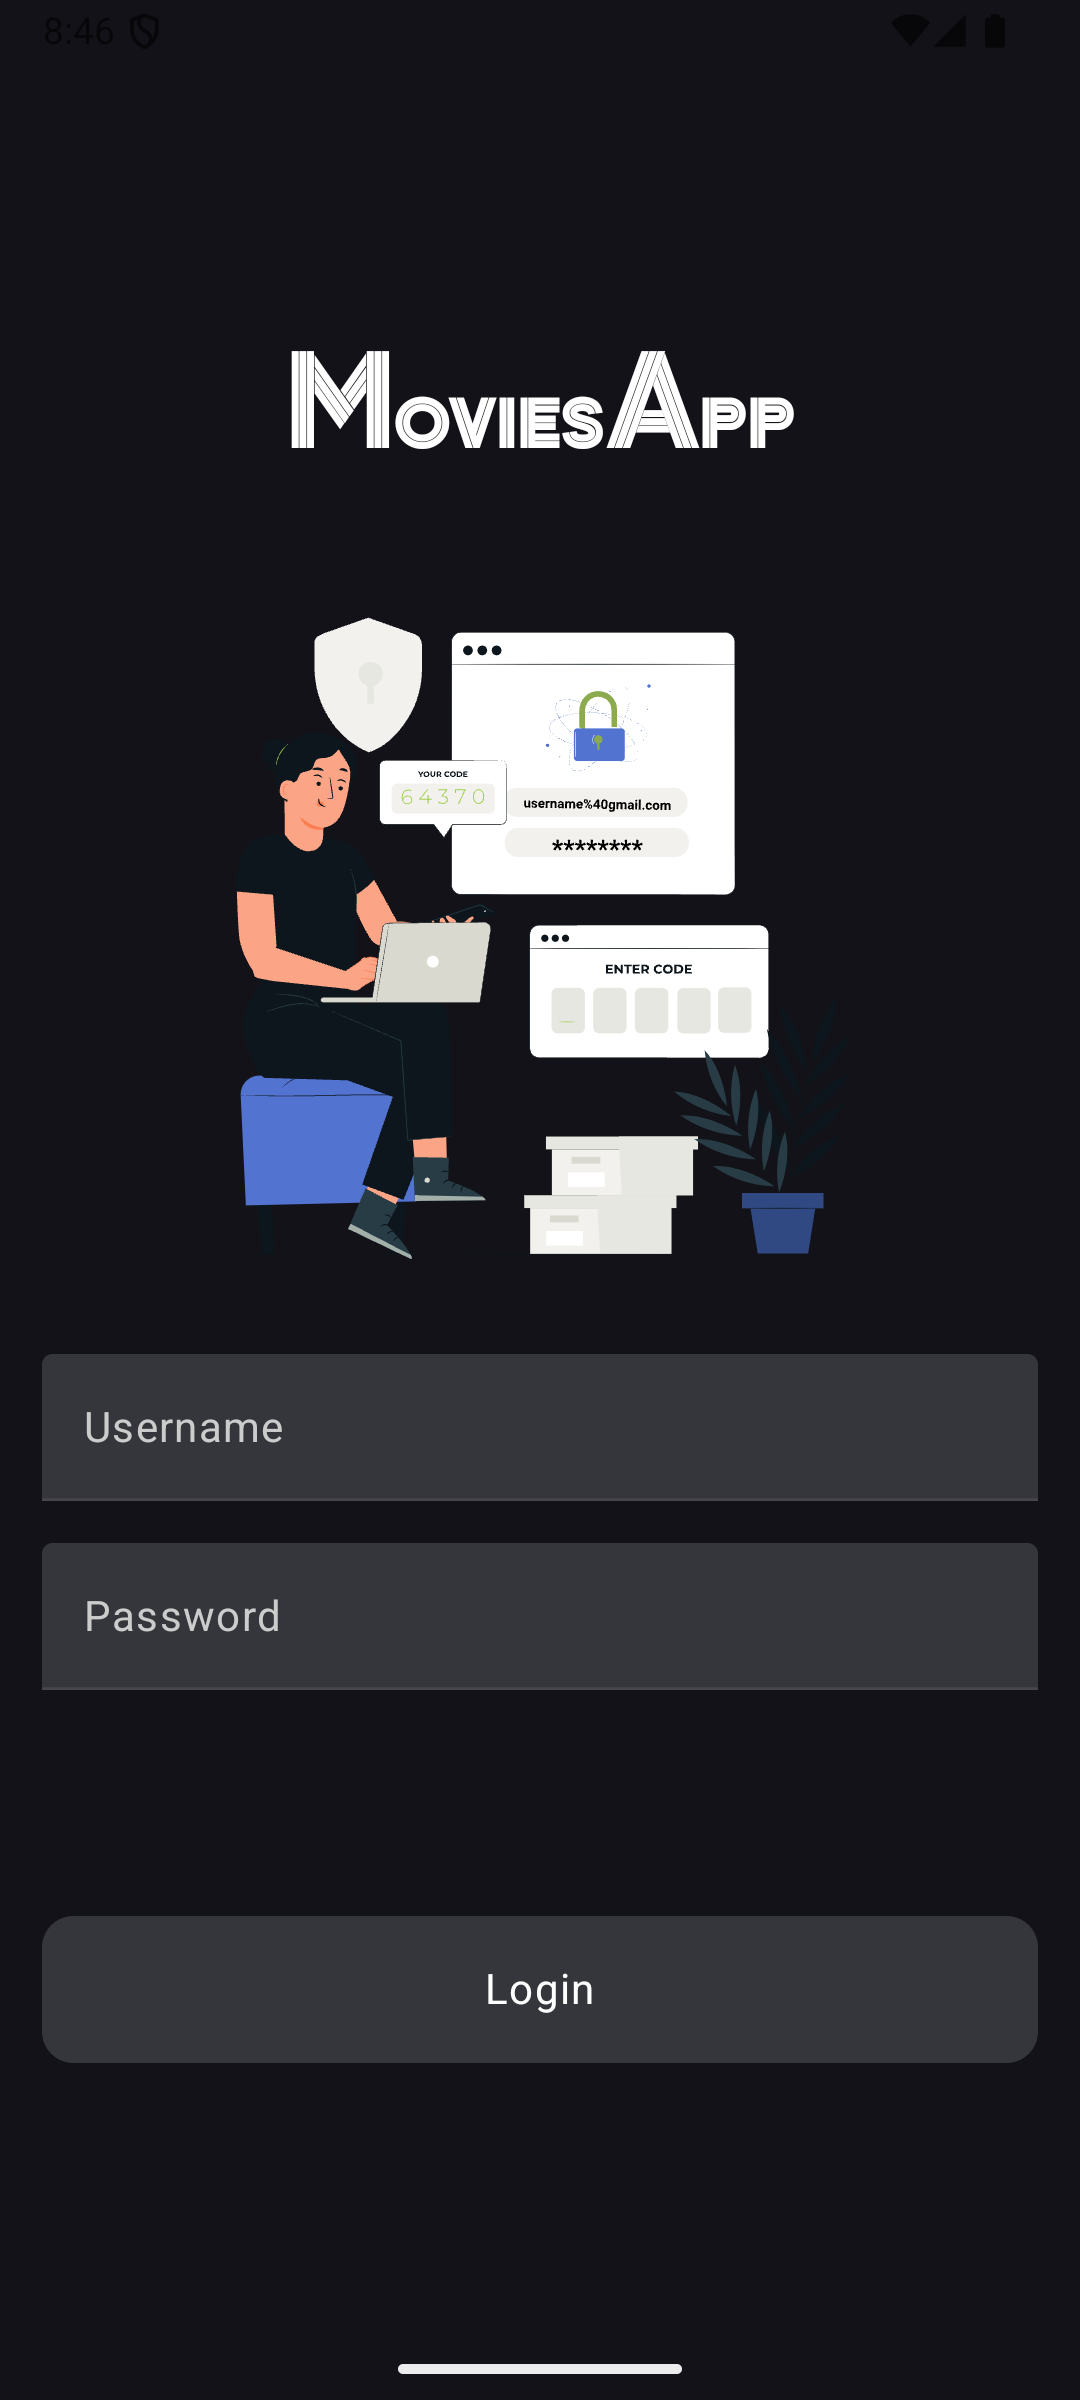 8:46
MoviesApp
YOUR CODE
64370
username%40gmail.com
********
ENTER CODE
Username
Password
Login